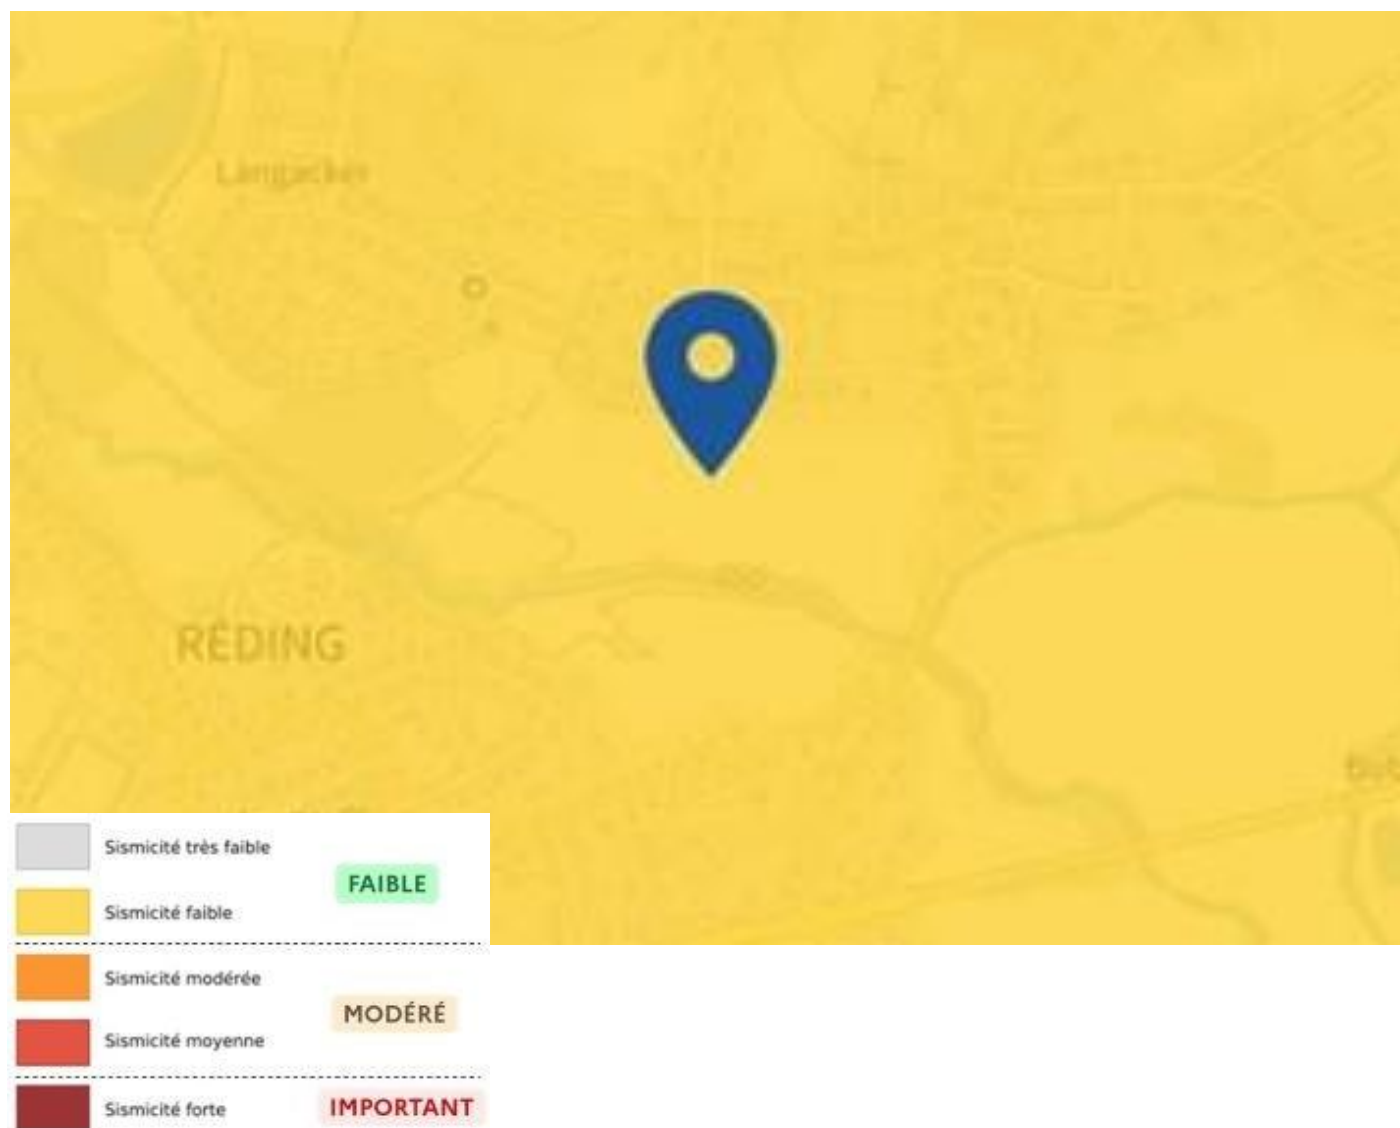 Langacker
RÉDING
Sismicité très faible
FAIBLE
Sismicité faible
Sismicité modérée
MODÉRÉ
Sismicité moyenne
Sismicité forte
IMPORTANT